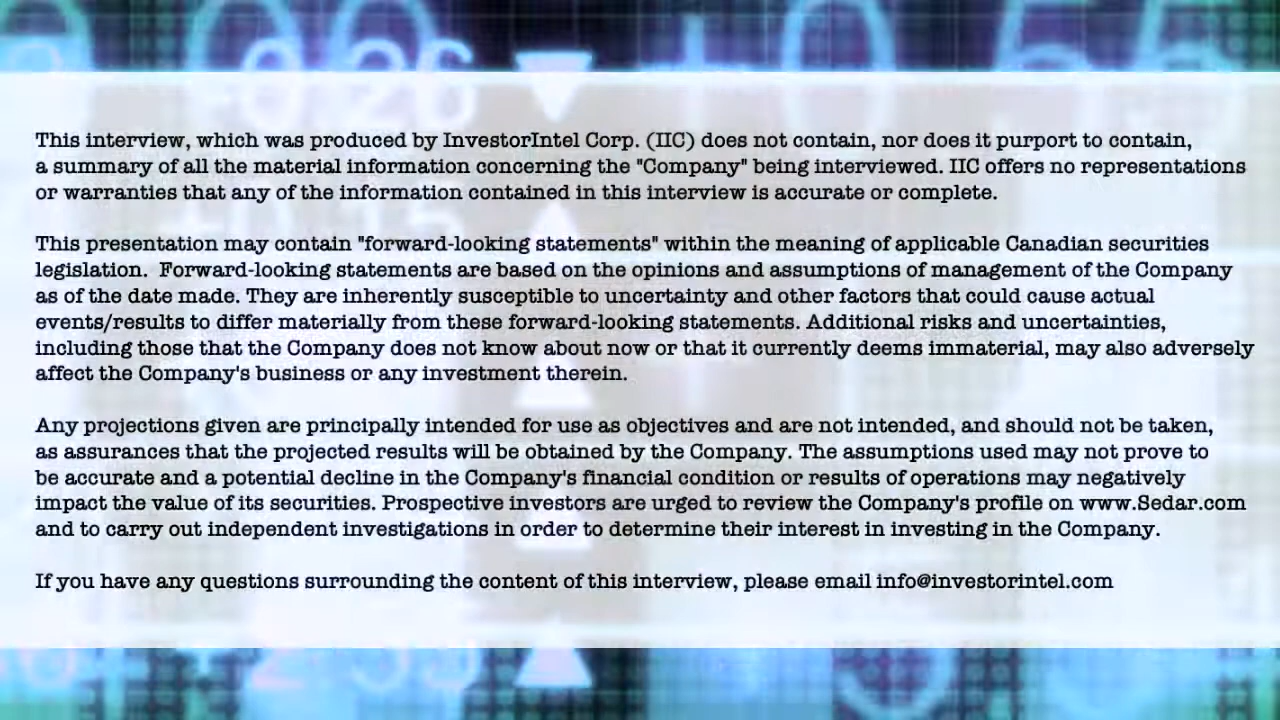 0.26 ▼ +0.55
This interview, which was produced by InvestorIntel Corp. (IIC) does not contain, nor does it purport to contain,
a summary of all the material information concerning the "Company" being interviewed. IIC offers no representations
or warranties that any of the information contained in this interview is accurate or complete.
This presentation may contain "forward-looking statements" within the meaning of applicable Canadian securities
legislation.  Forward-looking statements are based on the opinions and assumptions of management of the Company
as of the date made. They are inherently susceptible to uncertainty and other factors that could cause actual
events/results to differ materially from these forward-looking statements. Additional risks and uncertainties,
including those that the Company does not know about now or that it currently deems immaterial, may also adversely
affect the Company's business or any investment therein.
Any projections given are principally intended for use as objectives and are not intended, and should not be taken,
as assurances that the projected results will be obtained by the Company. The assumptions used may not prove to
be accurate and a potential decline in the Company's financial condition or results of operations may negatively
impact the value of its securities. Prospective investors are urged to review the Company's profile on www.Sedar.com
and to carry out independent investigations in order to determine their interest in investing in the Company.
If you have any questions surrounding the content of this interview, please email info@investorintel.com